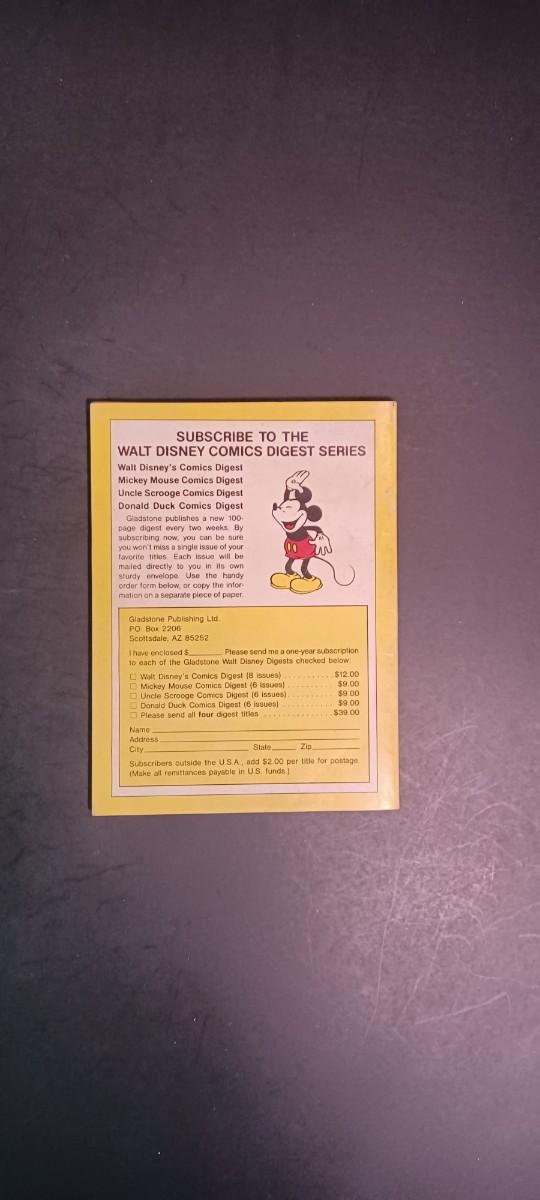 SUBSCRIBE TO THE
WALT DISNEY COMICS DIGEST SERIES
Walt Disney's Comics Digest
Mickey Mouse Comics Digest
Uncle Scrooge Comics Digest
Donald Duck Comics Digest
Gladstone publishes a new 100-
page digest every two weeks. By
subscribing now, you can be sure
you won't miss a single issue of your
favorite titles. Each issue will be
mailed directly to you in its own
sturdy envelope. Use the handy
order form below, or copy the infor-
mation on a separate piece of paper.
Gladstone Publishing Ltd.
PO. Box 2206
Scottsdale, AZ 85252
I have enclosed $______ Please send me a one-year subscription
to each of the Gladstone Walt Disney Digests checked below:
☐ Walt Disney's Comics Digest (8 issues) .......... $12.00
☐ Mickey Mouse Comics Digest (6 issues) .......... $9.00
☐ Uncle Scrooge Comics Digest (6 issues) .......... $9.00
☐ Donald Duck Comics Digest (6 issues) .......... $9.00
☐ Please send all four digest titles .......... $39.00
Name
Address
City State Zip
Subscribers outside the U.S.A., add $2.00 per title for postage.
(Make all remittances payable in U.S. funds.)